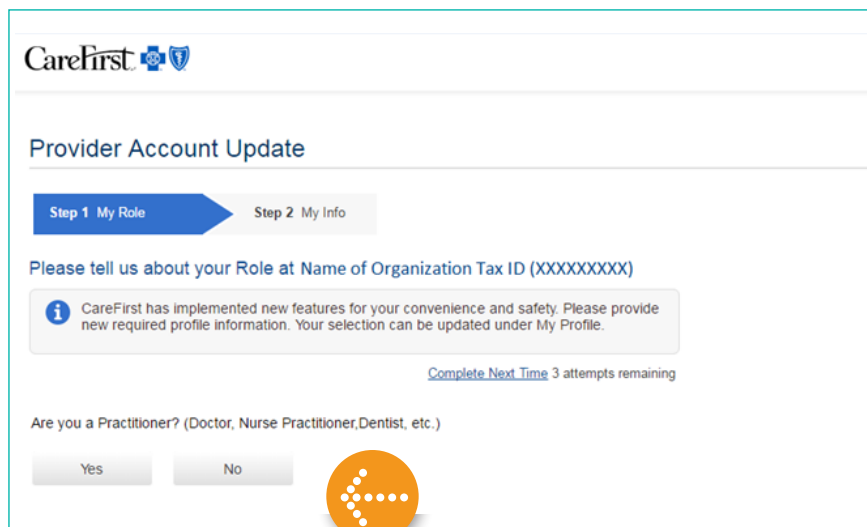 CareFirst
Provider Account Update
Step 1 My Role Step 2 My Info
Please tell us about your Role at Name of Organization Tax ID (XXXXXXXXX)
CareFirst has implemented new features for your convenience and safety. Please provide
new required profile information. Your selection can be updated under My Profile.
Complete Next Time 3 attempts remaining
Are you a Practitioner? (Doctor, Nurse Practitioner,Dentist, etc.)
Yes No